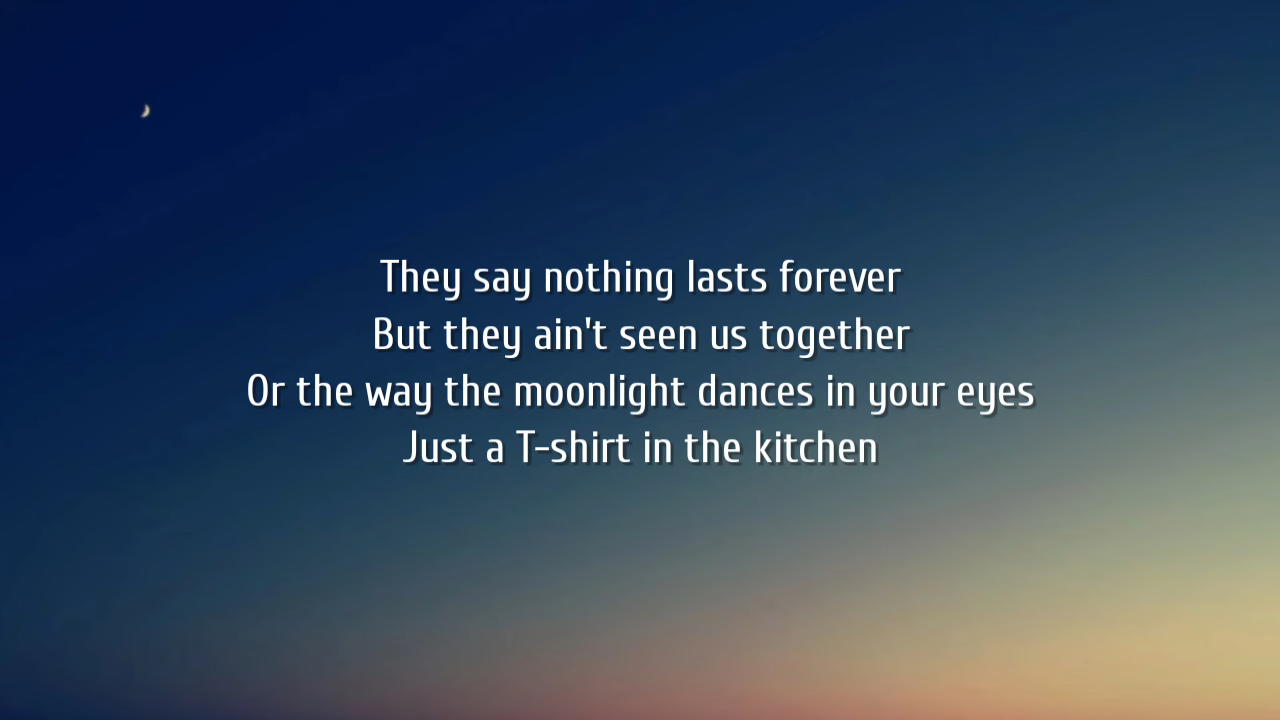 They say nothing lasts forever
But they ain't seen us together
Or the way the moonlight dances in your eyes
Just a T-shirt in the kitchen